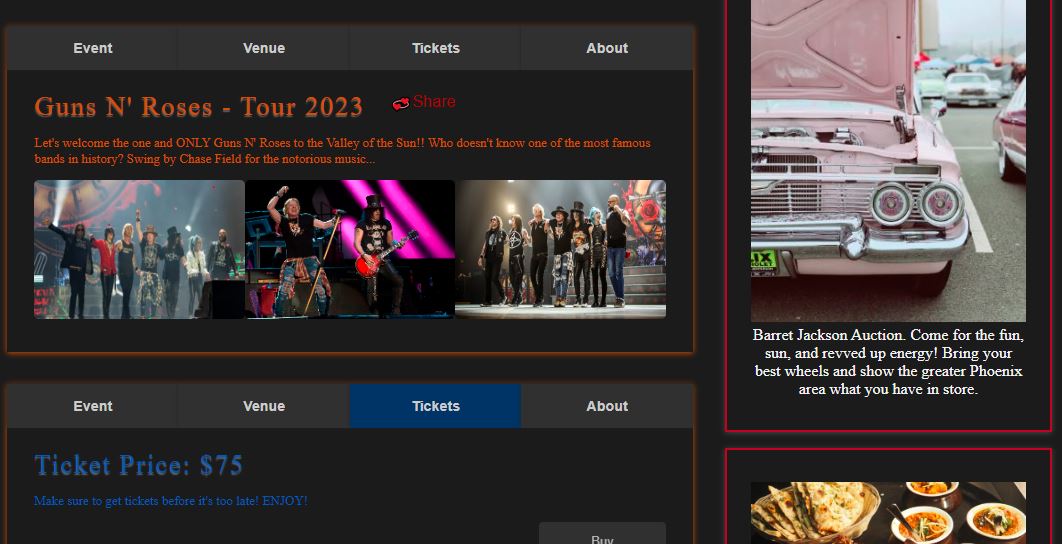 Event Venue Tickets About
Guns N' Roses - Tour 2023 Share
Let's welcome the one and ONLY Guns N' Roses to the Valley of the Sun!! Who doesn't know one of the most famous
bands in history? Swing by Chase Field for the notorious music...
Event Venue Tickets About
Ticket Price: $75
Make sure to get tickets before it's too late! ENJOY!
Buy
Barret Jackson Auction. Come for the fun,
sun, and revved up energy! Bring your
best wheels and show the greater Phoenix
area what you have in store.